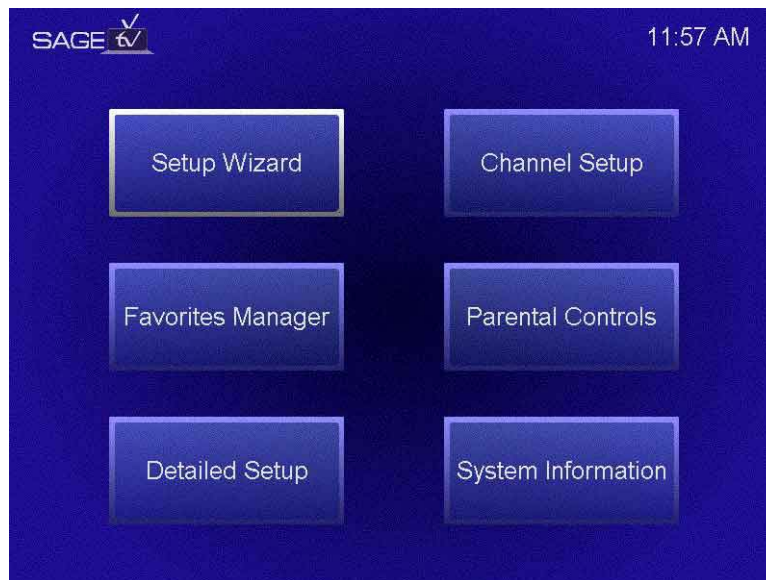 SAGE tv
11:57 AM
Setup Wizard
Channel Setup
Favorites Manager
Parental Controls
Detailed Setup
System Information